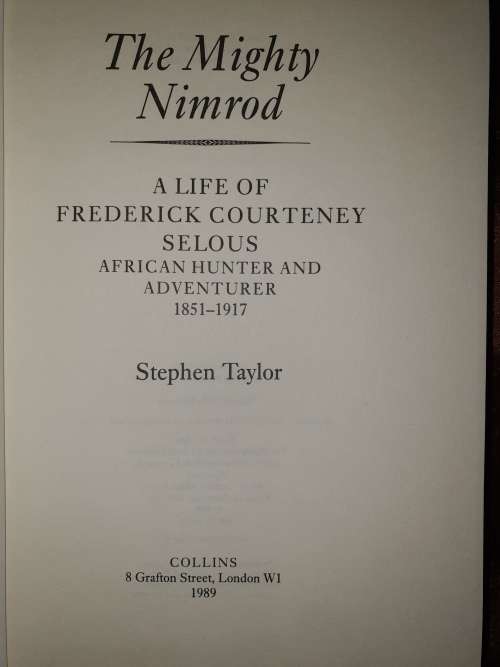 The Mighty
Nimrod
A LIFE OF
FREDERICK COURTENEY
SELOUS
AFRICAN HUNTER AND
ADVENTURER
1851–1917
Stephen Taylor
COLLINS
8 Grafton Street, London W1
1989